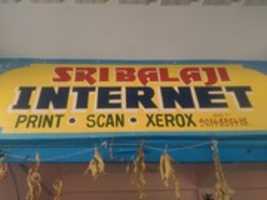 SRI BALAJI
INTERNET
PRINT • SCAN • XEROX